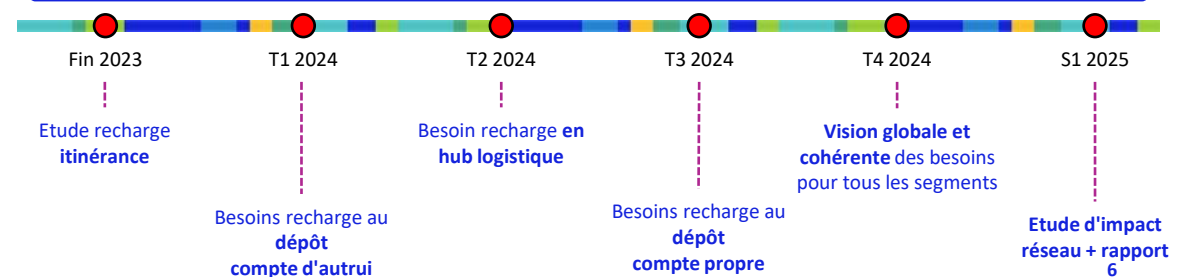 Fin 2023
T1 2024
T2 2024
T3 2024
T4 2024
S1 2025
Etude recharge
itinérance
Besoins recharge au
dépôt
compte d'autrui
Besoin recharge en
hub logistique
Besoins recharge au
dépôt
compte propre
Vision globale et
cohérente des besoins
pour tous les segments
Etude d'impact
réseau + rapport
6